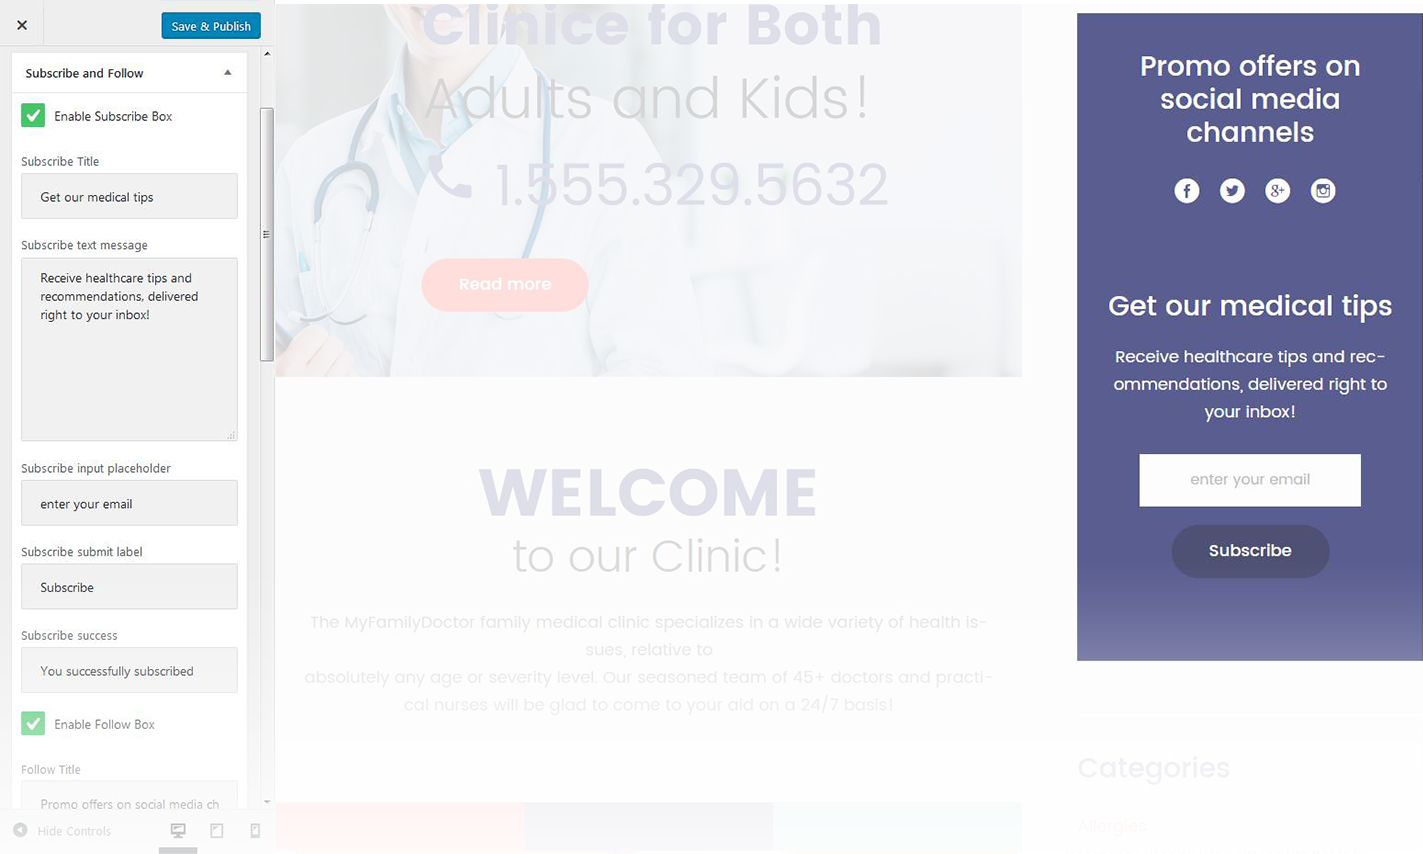 Save & Publish
Subscribe and Follow
Enable Subscribe Box
Subscribe Title
Get our medical tips
Subscribe text message
Receive healthcare tips and
recommendations, delivered
right to your inbox!
Subscribe input placeholder
enter your email
Subscribe submit label
Subscribe
Subscribe success
You successfully subscribed
Enable Follow Box
Follow Title
Promo offers on social media ch
Hide Controls
Clinice for Both
Adults and Kids!
1.555.329.5632
Read more
WELCOME
to our Clinic!
The MyFamilyDoctor family medical clinic specializes in a wide variety of health is-
sues, relative to
absolutely any age or severity level. Our seasoned team of 45+ doctors and practi-
cal nurses will be glad to come to your aid on a 24/7 basis!
Promo offers on
social media
channels
Get our medical tips
Receive healthcare tips and rec-
ommendations, delivered right to
your inbox!
enter your email
Subscribe
Categories
Allergies